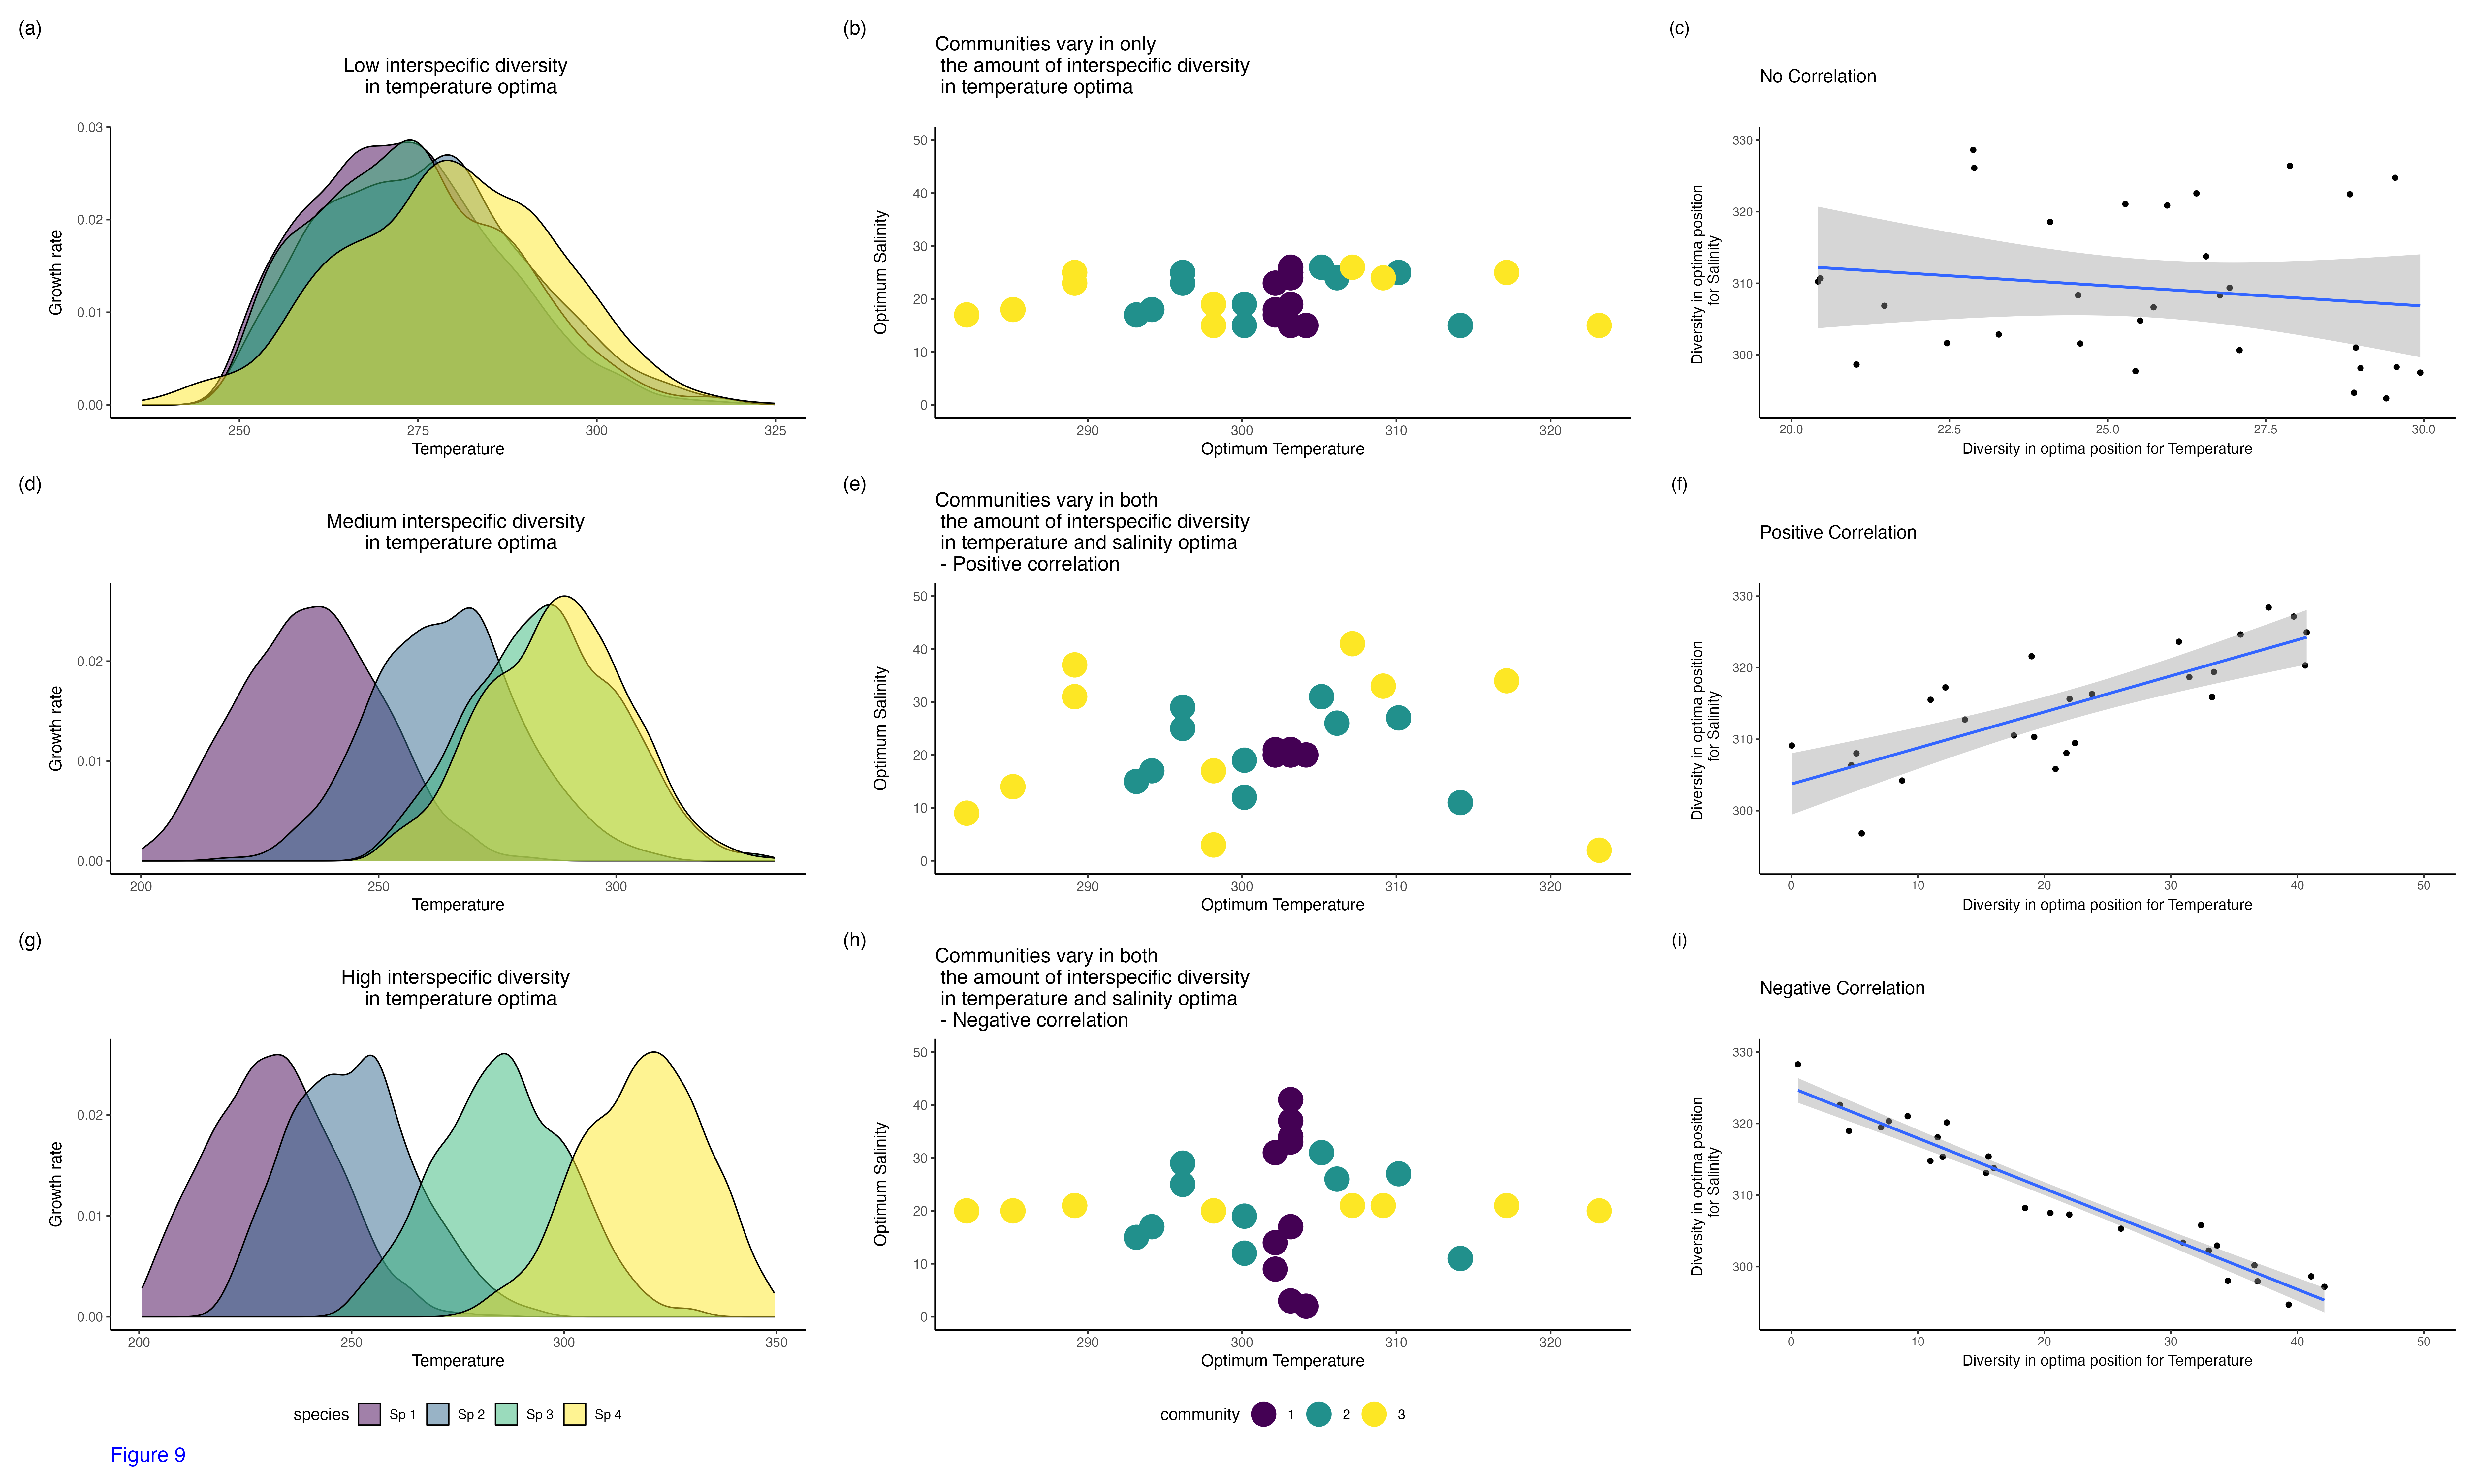 (a)
Low interspecific diversity
in temperature optima
0.03
0.02
0.01
0.00
Growth rate
250
275
300
325
Temperature
(b)
Communities vary in only
the amount of interspecific diversity
in temperature optima
50
40
30
20
10
0
Optimum Salinity
290
300
310
320
Optimum Temperature
(c)
No Correlation
330
320
310
300
Diversity in optima position
for Salinity
20.0
22.5
25.0
27.5
30.0
Diversity in optima position for Temperature
(d)
Medium interspecific diversity
in temperature optima
0.02
0.01
0.00
Growth rate
200
250
300
Temperature
(e)
Communities vary in both
the amount of interspecific diversity
in temperature and salinity optima
- Positive correlation
50
40
30
20
10
0
Optimum Salinity
290
300
310
320
Optimum Temperature
(f)
Positive Correlation
330
320
310
300
Diversity in optima position
for Salinity
0
10
20
30
40
50
Diversity in optima position for Temperature
(g)
High interspecific diversity
in temperature optima
0.02
0.01
0.00
Growth rate
200
250
300
350
Temperature
(h)
Communities vary in both
the amount of interspecific diversity
in temperature and salinity optima
- Negative correlation
50
40
30
20
10
0
Optimum Salinity
290
300
310
320
Optimum Temperature
(i)
Negative Correlation
330
320
310
300
Diversity in optima position
for Salinity
0
10
20
30
40
50
Diversity in optima position for Temperature
species Sp 1 Sp 2 Sp 3 Sp 4
community 1 2 3
Figure 9